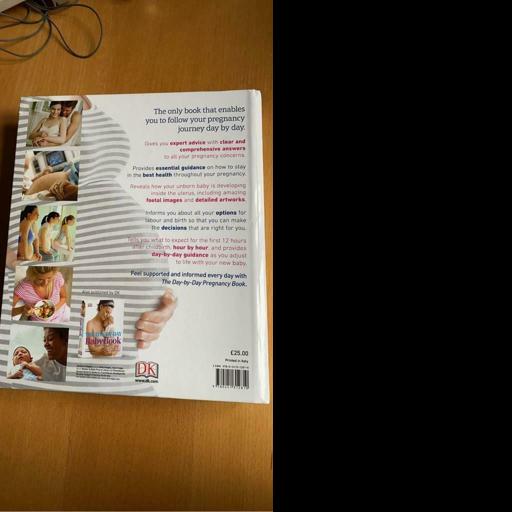 The only book that enables
you to follow your pregnancy
journey day by day.
Gives you expert advice with clear and
comprehensive answers
to all your pregnancy concerns.
Provides essential guidance on how to stay
in the best health throughout your pregnancy.
Reveals how your unborn baby is developing
inside the uterus, including amazing
foetal images and detailed artworks.
Informs you about all your options for
labour and birth so that you can make
the decisions that are right for you.
Tells you what to expect for the first 12 hours
after childbirth, hour by hour, and provides
day-by-day guidance as you adjust
to life with your new baby.
Feel supported and informed every day with
The Day-by-Day Pregnancy Book.
Also published by DK
BabyBook
£25.00
Printed in Italy
DK
www.dk.com